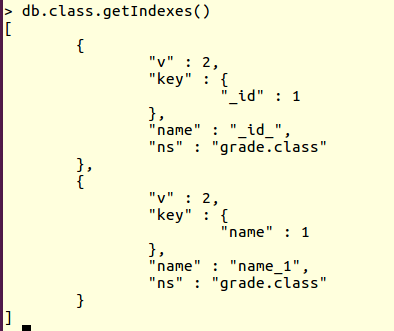 > db.class.getIndexes()
[
        {
                "v" : 2,
                "key" : {
                        "_id" : 1
                },
                "name" : "_id_",
                "ns" : "grade.class"
        },
        {
                "v" : 2,
                "key" : {
                        "name" : 1
                },
                "name" : "name_1",
                "ns" : "grade.class"
        }
]